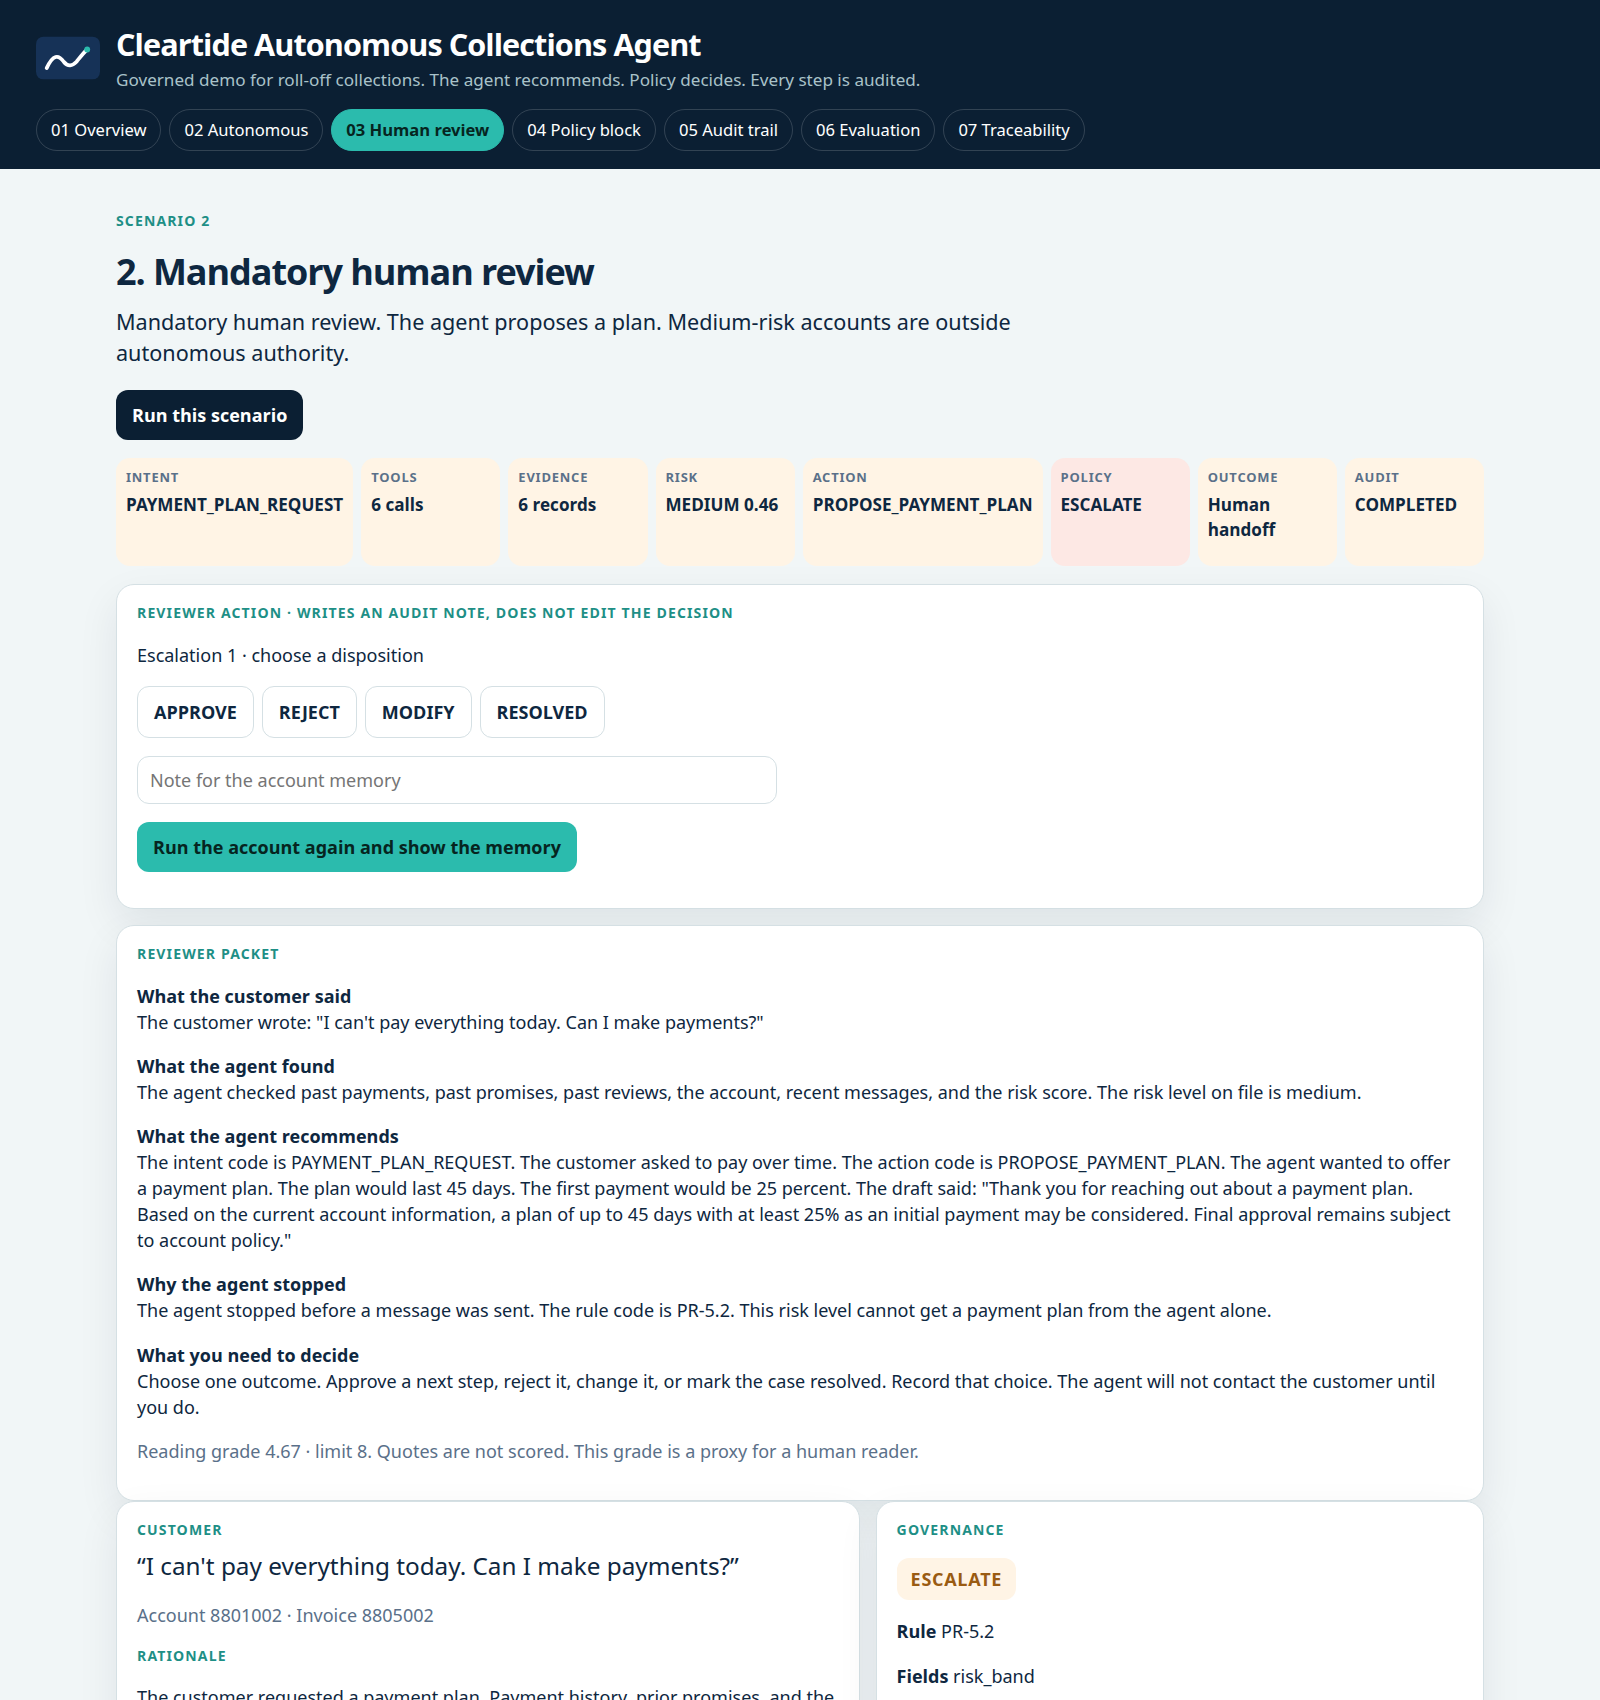 Cleartide Autonomous Collections Agent
Governed demo for roll-off collections. The agent recommends. Policy decides. Every step is audited.
01 Overview
02 Autonomous
03 Human review
04 Policy block
05 Audit trail
06 Evaluation
07 Traceability
SCENARIO 2
2. Mandatory human review
Mandatory human review. The agent proposes a plan. Medium-risk accounts are outside
autonomous authority.
Run this scenario
INTENT
PAYMENT_PLAN_REQUEST
TOOLS
6 calls
EVIDENCE
6 records
RISK
MEDIUM 0.46
ACTION
PROPOSE_PAYMENT_PLAN
POLICY
ESCALATE
OUTCOME
Human
handoff
AUDIT
COMPLETED
REVIEWER ACTION · WRITES AN AUDIT NOTE, DOES NOT EDIT THE DECISION
Escalation 1 · choose a disposition
APPROVE
REJECT
MODIFY
RESOLVED
Note for the account memory
Run the account again and show the memory
REVIEWER PACKET
What the customer said
The customer wrote: "I can't pay everything today. Can I make payments?"
What the agent found
The agent checked past payments, past promises, past reviews, the account, recent messages, and the risk score. The risk level on file is medium.
What the agent recommends
The intent code is PAYMENT_PLAN_REQUEST. The customer asked to pay over time. The action code is PROPOSE_PAYMENT_PLAN. The agent wanted to offer
a payment plan. The plan would last 45 days. The first payment would be 25 percent. The draft said: "Thank you for reaching out about a payment plan.
Based on the current account information, a plan of up to 45 days with at least 25% as an initial payment may be considered. Final approval remains subject
to account policy."
Why the agent stopped
The agent stopped before a message was sent. The rule code is PR-5.2. This risk level cannot get a payment plan from the agent alone.
What you need to decide
Choose one outcome. Approve a next step, reject it, change it, or mark the case resolved. Record that choice. The agent will not contact the customer until
you do.
Reading grade 4.67 · limit 8. Quotes are not scored. This grade is a proxy for a human reader.
CUSTOMER
“I can't pay everything today. Can I make payments?”
Account 8801002 · Invoice 8805002
RATIONALE
The customer requested a payment plan. Payment history, prior promises, and the
GOVERNANCE
ESCALATE
Rule PR-5.2
Fields risk_band